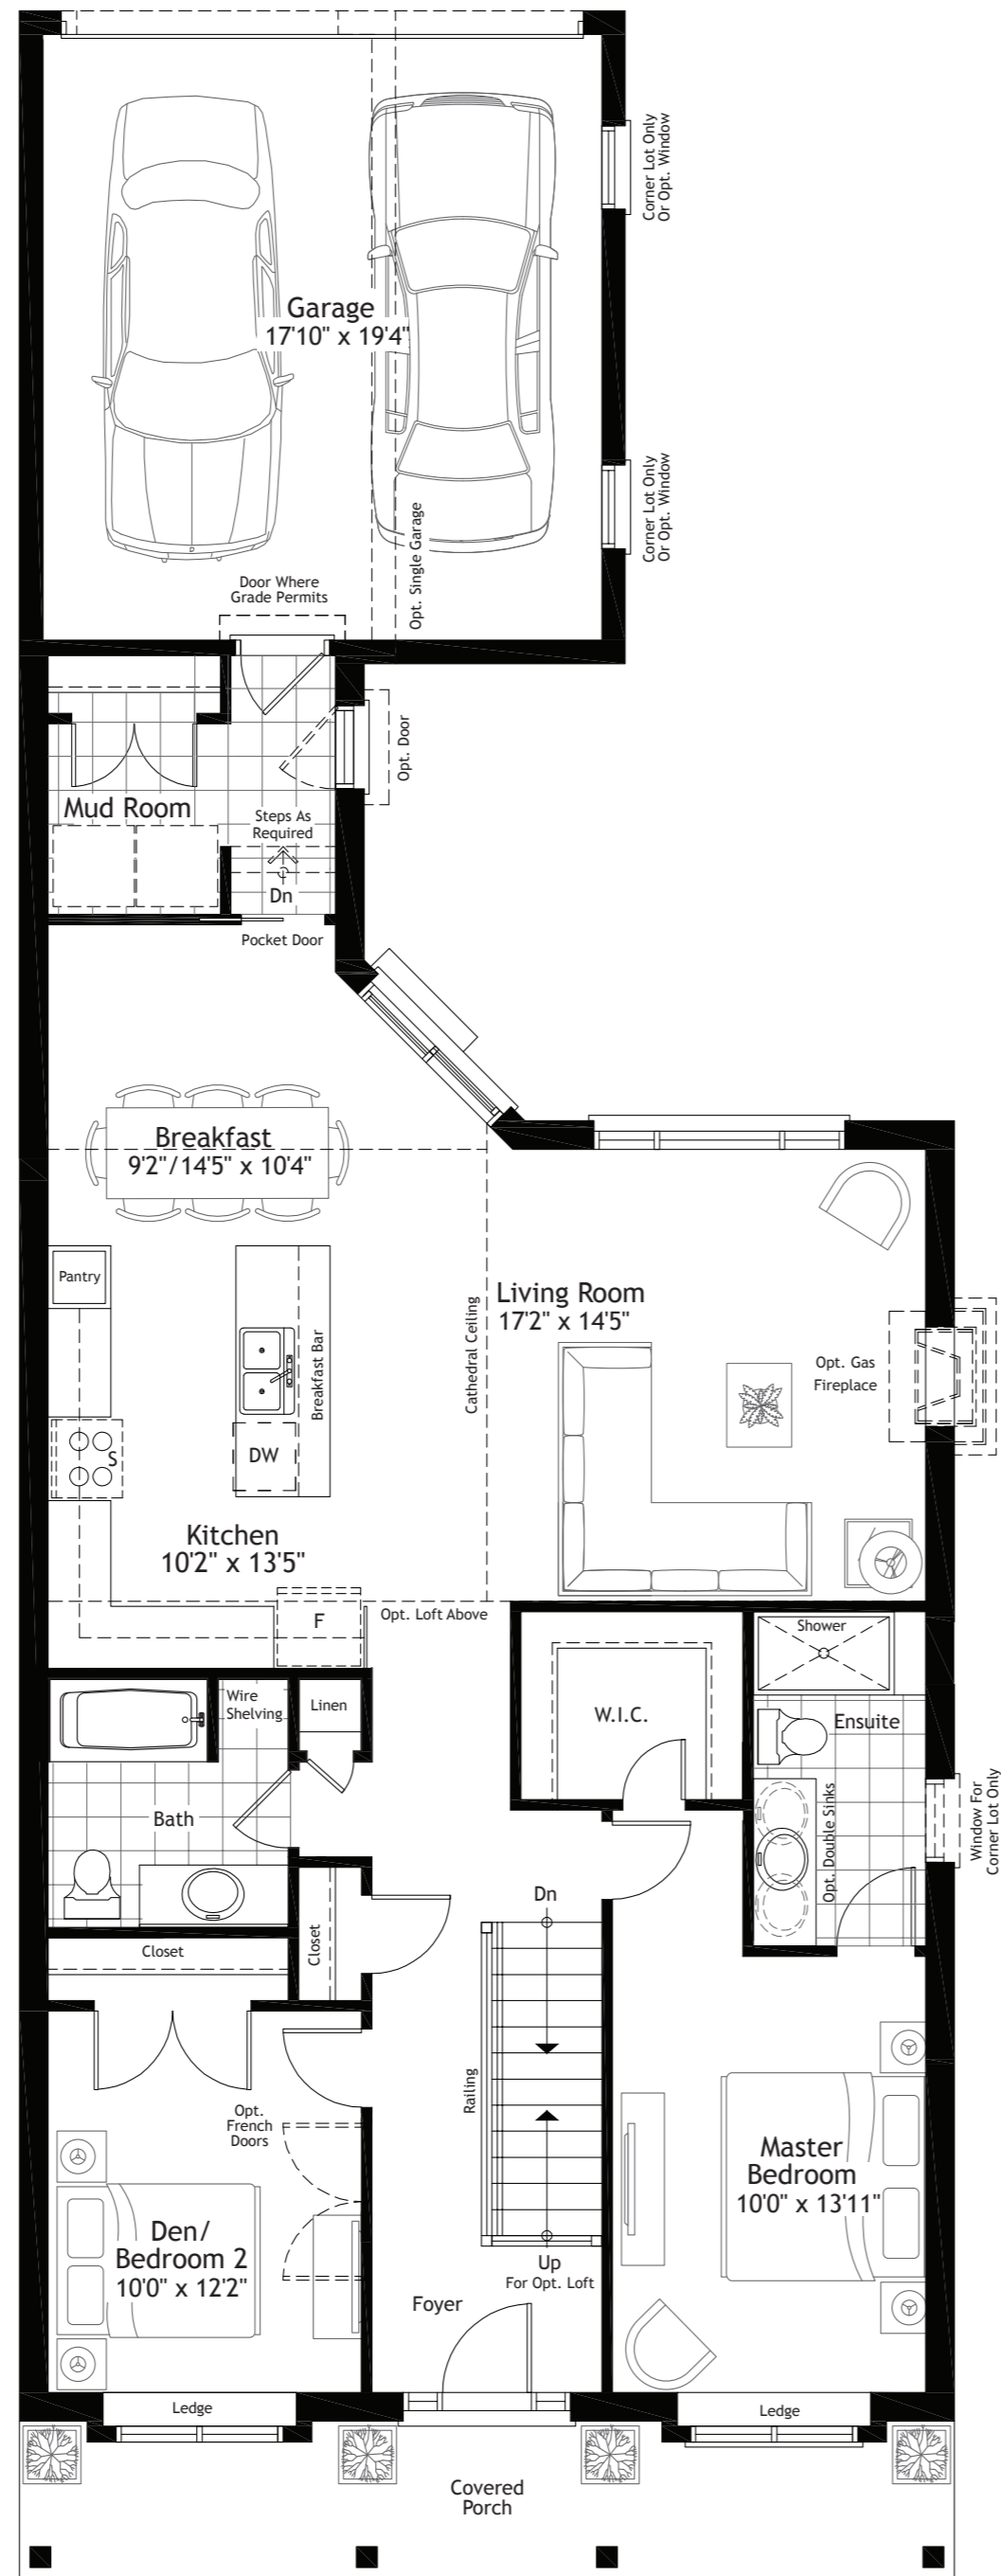 Corner Lot Only
Or Opt. Window
Garage
17'10" x 19'4"
Corner Lot Only
Or Opt. Window
Opt. Single Garage
Door Where
Grade Permits
Opt. Door
Mud Room
Steps As
Required
Dn
Pocket Door
Breakfast
9'2"/14'5" x 10'4"
Pantry
Living Room
17'2" x 14'5"
Cathedral Ceiling
Breakfast Bar
Opt. Gas
Fireplace
S
DW
Kitchen
10'2" x 13'5"
F
Opt. Loft Above
Shower
Wire
Shelving
Linen
W.I.C.
Ensuite
Bath
Opt. Double Sinks
Window For
Corner Lot Only
Dn
Closet
Closet
Railing
Opt.
French
Doors
Master
Bedroom
10'0" x 13'11"
Den/
Bedroom 2
10'0" x 12'2"
Up
For Opt. Loft
Foyer
Ledge
Ledge
Covered
Porch